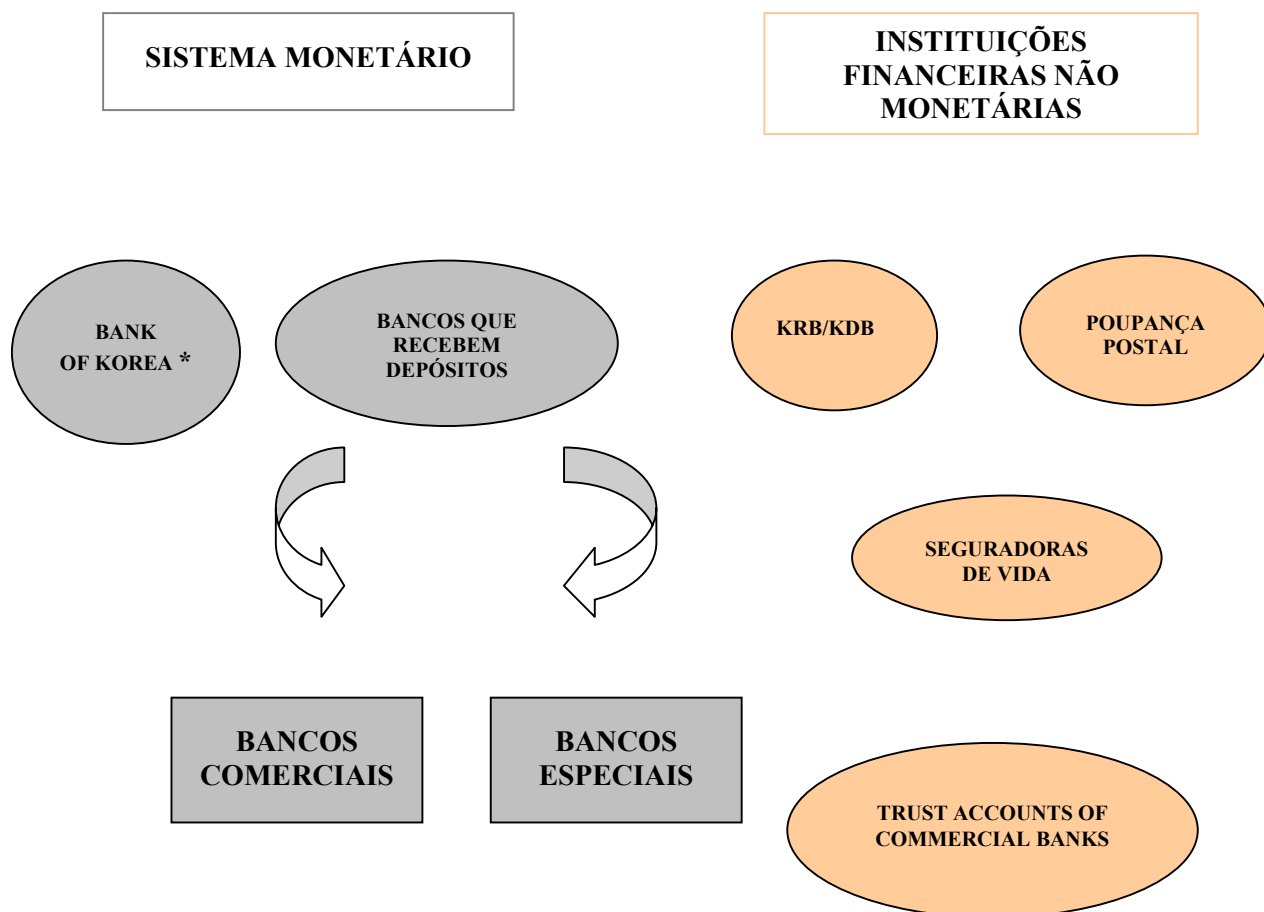 SISTEMA MONETÁRIO
INSTITUIÇÕES
FINANCEIRAS NÃO
MONETÁRIAS
BANK
OF KOREA *
BANCOS QUE
RECEBEM
DEPÓSITOS
KRB/KDB
POUPANÇA
POSTAL
SEGURADORAS
DE VIDA
BANCOS
COMERCIAIS
BANCOS
ESPECIAIS
TRUST ACCOUNTS OF
COMMERCIAL BANKS